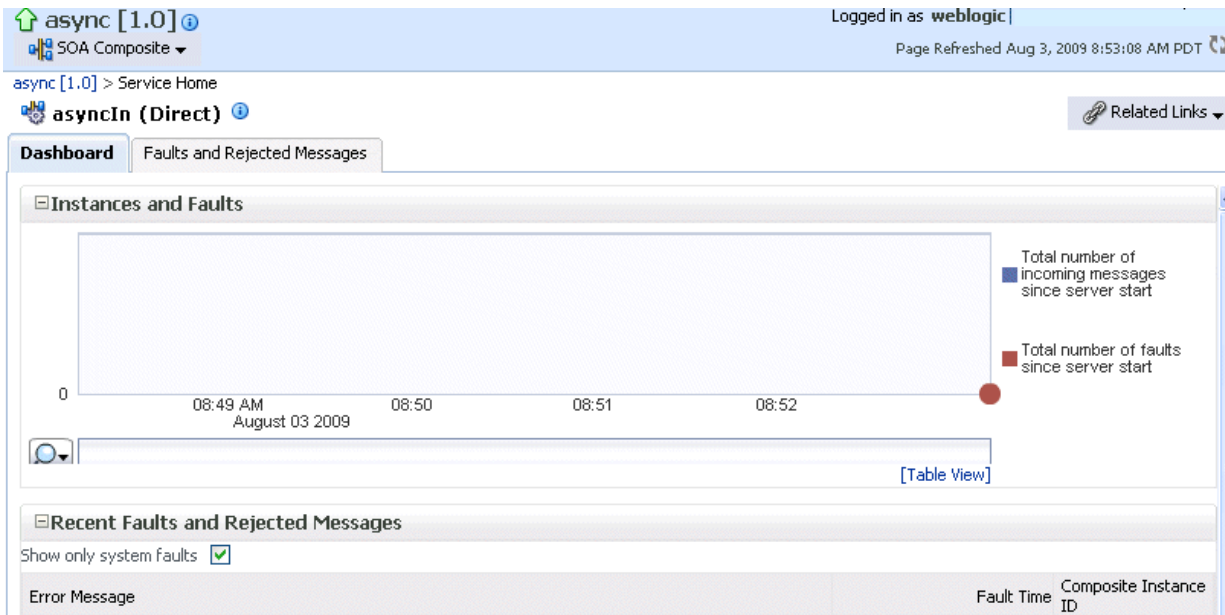 async [1.0]
Logged in as weblogic
SOA Composite
Page Refreshed Aug 3, 2009 8:53:08 AM PDT
async [1.0] > Service Home
asyncIn (Direct)
Related Links
Dashboard
Faults and Rejected Messages
Instances and Faults
Total number of
incoming messages
since server start
Total number of faults
since server start
0
08:49 AM
08:50
08:51
08:52
August 03 2009
[Table View]
Recent Faults and Rejected Messages
Show only system faults
Error Message
Fault Time
Composite Instance
ID